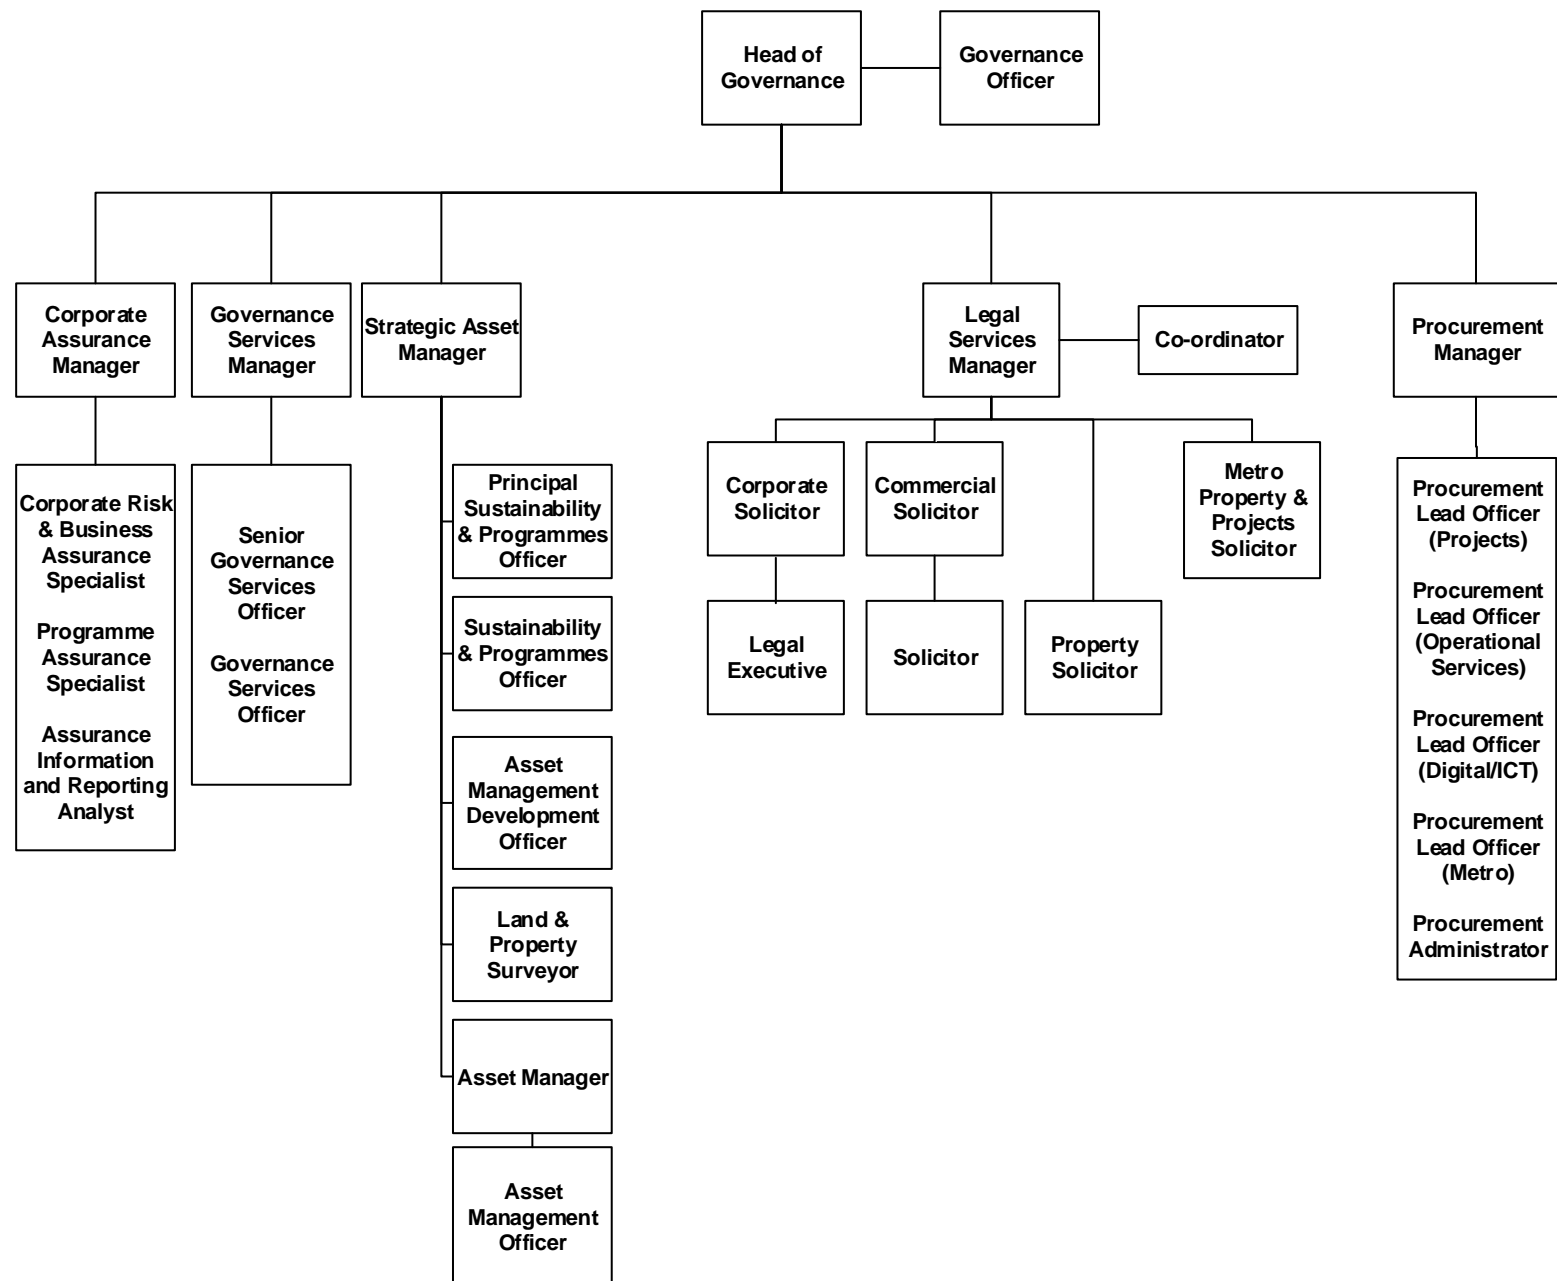 Head of
Governance
Governance
Officer
Corporate
Assurance
Manager
Governance
Services
Manager
Strategic Asset
Manager
Legal
Services
Manager
Co-ordinator
Procurement
Manager
Corporate Risk
& Business
Assurance
Specialist
Programme
Assurance
Specialist
Assurance
Information
and Reporting
Analyst
Senior
Governance
Services
Officer
Governance
Services
Officer
Principal
Sustainability
& Programmes
Officer
Sustainability
& Programmes
Officer
Asset
Management
Development
Officer
Land &
Property
Surveyor
Asset Manager
Asset
Management
Officer
Corporate
Solicitor
Commercial
Solicitor
Metro
Property &
Projects
Solicitor
Legal
Executive
Solicitor
Property
Solicitor
Procurement
Lead Officer
(Projects)
Procurement
Lead Officer
(Operational
Services)
Procurement
Lead Officer
(Digital/ICT)
Procurement
Lead Officer
(Metro)
Procurement
Administrator